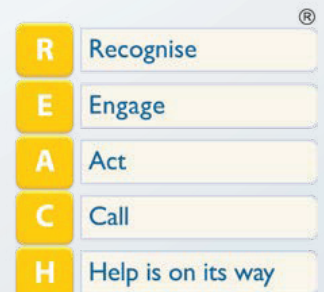 ®
R Recognise
E Engage
A Act
C Call
H Help is on its way